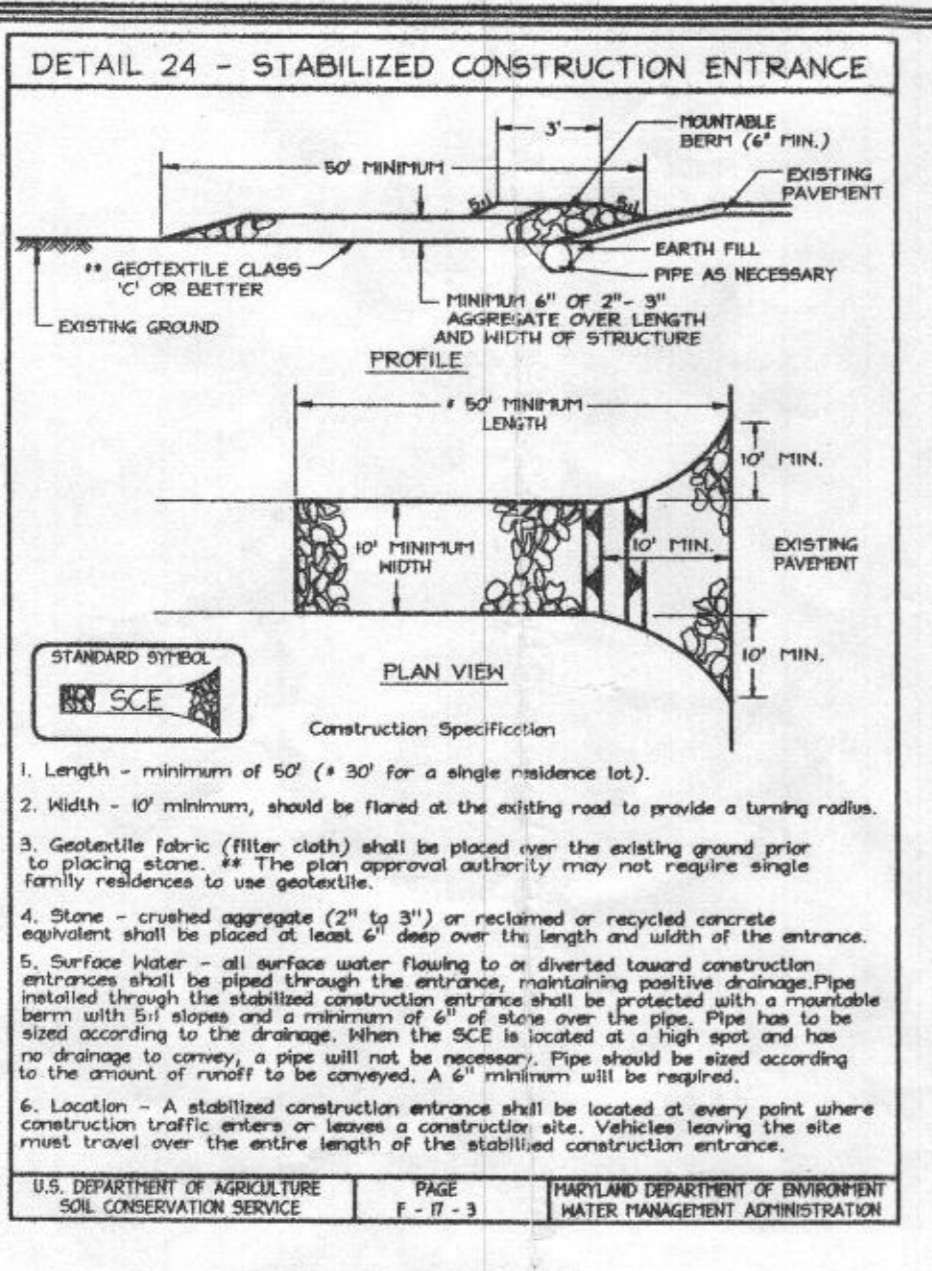 DETAIL 24 - STABILIZED CONSTRUCTION ENTRANCE
3'
MOUNTABLE
BERM (6" MIN.)
50' MINIMUM
EXISTING
PAVEMENT
5:1
5:1
EARTH FILL
** GEOTEXTILE CLASS
'C' OR BETTER
PIPE AS NECESSARY
MINIMUM 6" OF 2"- 3"
AGGREGATE OVER LENGTH
AND WIDTH OF STRUCTURE
EXISTING GROUND
PROFILE
* 50' MINIMUM
LENGTH
10' MIN.
10' MINIMUM
WIDTH
10' MIN.
EXISTING
PAVEMENT
10' MIN.
STANDARD SYMBOL
SCE
PLAN VIEW
Construction Specification
1. Length - minimum of 50' (* 30' for a single residence lot).
2. Width - 10' minimum, should be flared at the existing road to provide a turning radius.
3. Geotextile fabric (filter cloth) shall be placed over the existing ground prior
to placing stone. ** The plan approval authority may not require single
family residences to use geotextile.
4. Stone - crushed aggregate (2" to 3") or reclaimed or recycled concrete
equivalent shall be placed at least 6" deep over the length and width of the entrance.
5. Surface Water - all surface water flowing to or diverted toward construction
entrances shall be piped through the entrance, maintaining positive drainage.Pipe
installed through the stabilized construction entrance shall be protected with a mountable
berm with 5:1 slopes and a minimum of 6" of stone over the pipe. Pipe has to be
sized according to the drainage. When the SCE is located at a high spot and has
no drainage to convey, a pipe will not be necessary. Pipe should be sized according
to the amount of runoff to be conveyed. A 6" minimum will be required.
6. Location - A stabilized construction entrance shall be located at every point where
construction traffic enters or leaves a construction site. Vehicles leaving the site
must travel over the entire length of the stabilized construction entrance.
U.S. DEPARTMENT OF AGRICULTURE
SOIL CONSERVATION SERVICE
PAGE
F - 17 - 3
MARYLAND DEPARTMENT OF ENVIRONMENT
WATER MANAGEMENT ADMINISTRATION